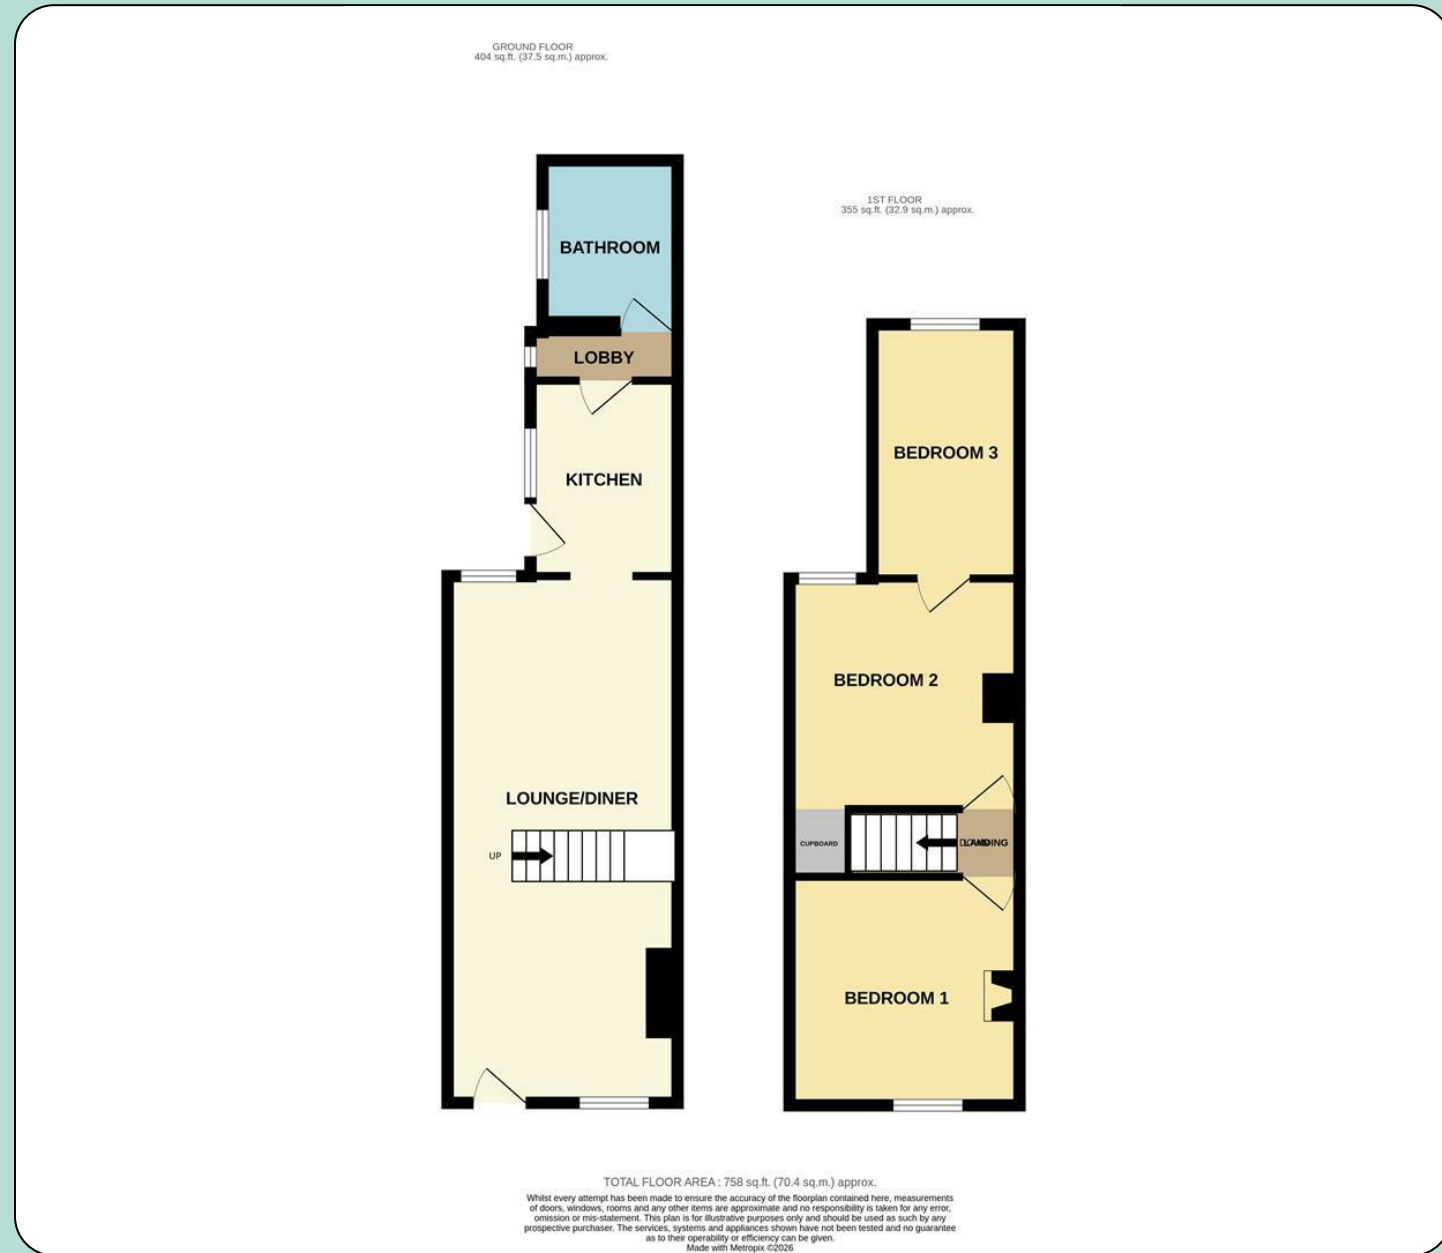 GROUND FLOOR
404 sq.ft. (37.5 sq.m.) approx.
1ST FLOOR
355 sq.ft. (32.9 sq.m.) approx.
BATHROOM
LOBBY
KITCHEN
LOUNGE/DINER
UP
BEDROOM 3
BEDROOM 2
CUPBOARD
LANDING
BEDROOM 1
TOTAL FLOOR AREA : 758 sq.ft. (70.4 sq.m.) approx.
Whilst every attempt has been made to ensure the accuracy of the floorplan contained here, measurements
of doors, windows, rooms and any other items are approximate and no responsibility is taken for any error,
omission or mis-statement. This plan is for illustrative purposes only and should be used as such by any
prospective purchaser. The services, systems and appliances shown have not been tested and no guarantee
as to their operability or efficiency can be given.
Made with Metropix ©2026